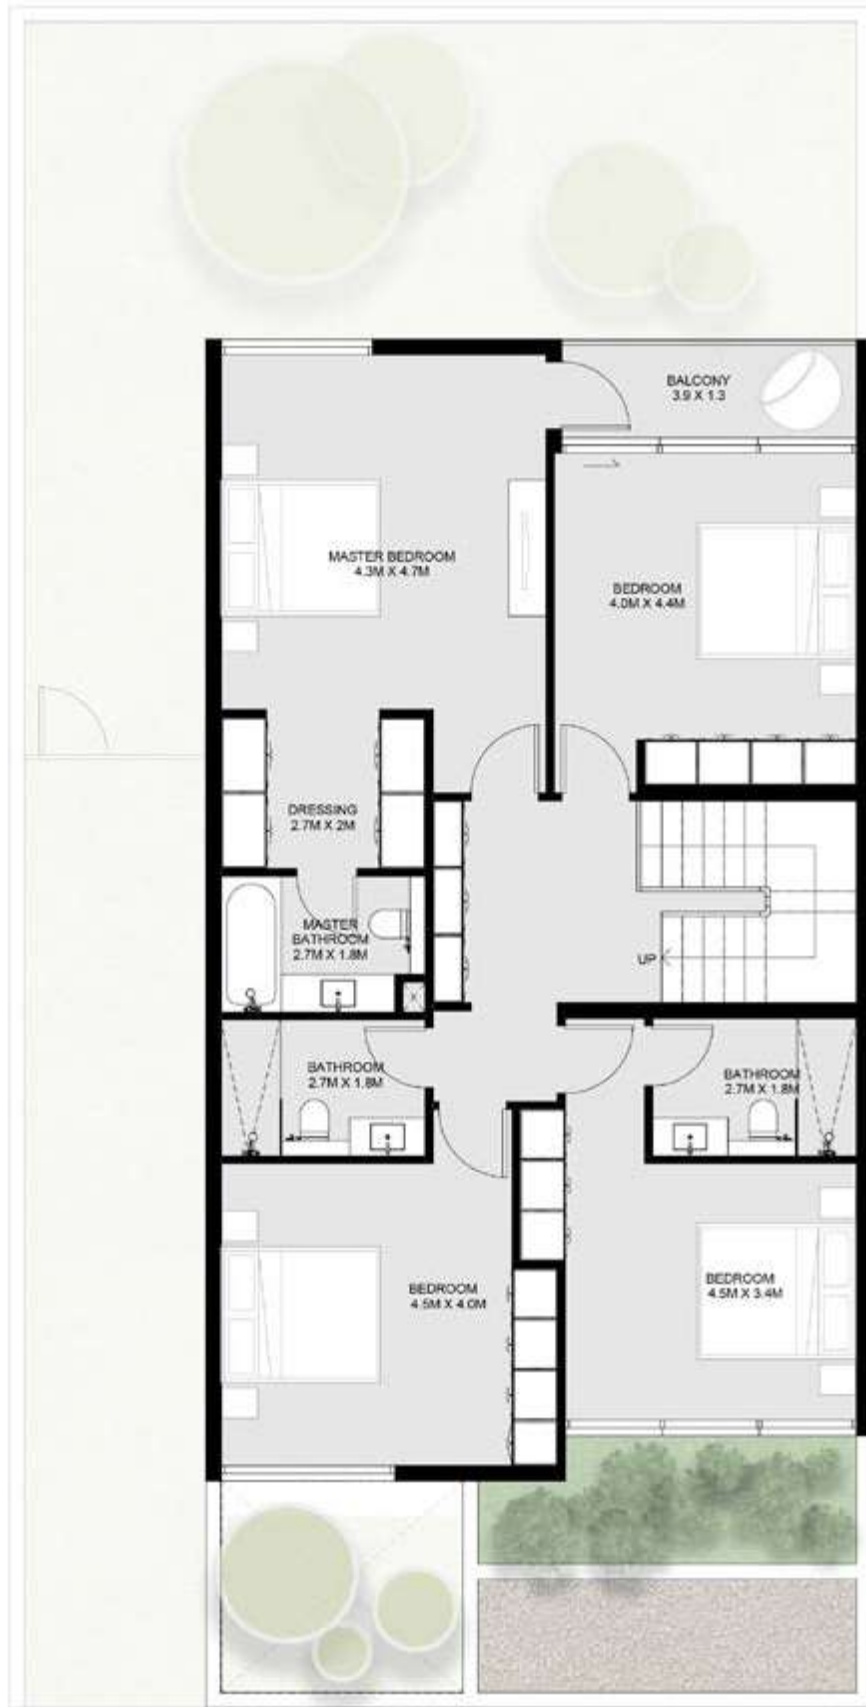 BALCONY
3.9 X 1.3
MASTER BEDROOM
4.3M X 4.7M
BEDROOM
4.0M X 4.4M
DRESSING
2.7M X 2M
MASTER
BATHROOM
2.7M X 1.8M
UP
BATHROOM
2.7M X 1.8M
BATHROOM
2.7M X 1.8M
BEDROOM
4.5M X 4.0M
BEDROOM
4.5M X 3.4M